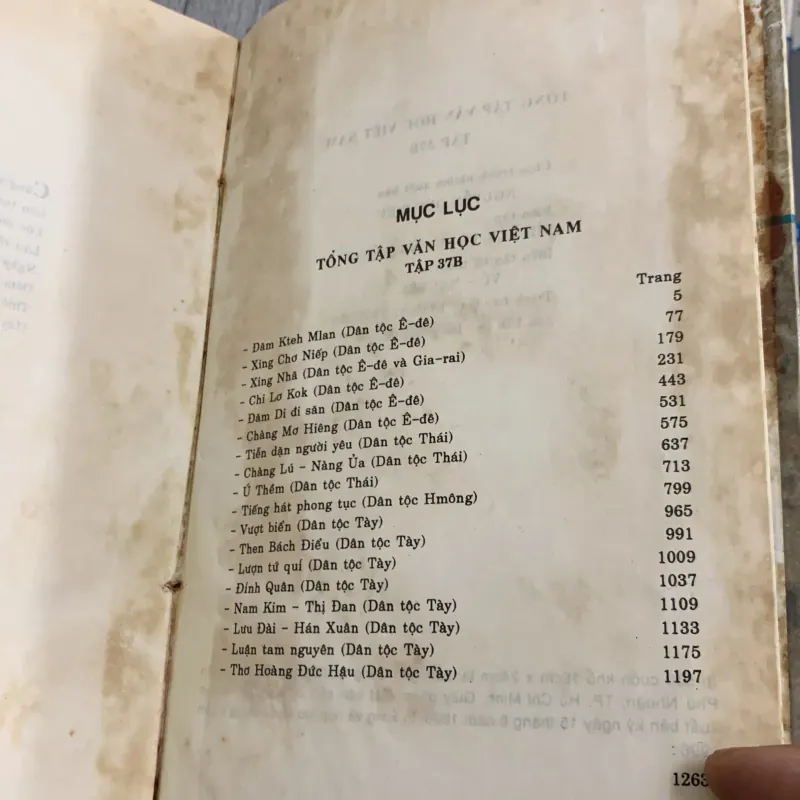 MỤC LỤC
TỔNG TẬP VĂN HỌC VIỆT NAM
TẬP 37B
Trang
- Đăm Kteh Mlan (Dân tộc Ê-đê) 5
- Xing Chơ Niếp (Dân tộc Ê-đê) 77
- Xing Nhã (Dân tộc Ê-đê và Gia-rai) 179
- Chi Lơ Kok (Dân tộc Ê-đê) 231
- Đăm Di đi săn (Dân tộc Ê-đê) 443
- Chàng Mơ Hiêng (Dân tộc Ê-đê) 531
- Tiễn dặn người yêu (Dân tộc Thái) 575
- Chàng Lú - Nàng Ủa (Dân tộc Thái) 637
- Ú Thềm (Dân tộc Thái) 713
- Tiếng hát phong tục (Dân tộc Hmông) 799
- Vượt biển (Dân tộc Tày) 965
- Then Bách Điểu (Dân tộc Tày) 991
- Lượn tứ quí (Dân tộc Tày) 1009
- Đính Quân (Dân tộc Tày) 1037
- Nam Kim - Thị Đan (Dân tộc Tày) 1109
- Lưu Đài - Hán Xuân (Dân tộc Tày) 1133
- Luận tam nguyên (Dân tộc Tày) 1175
- Thơ Hoàng Đức Hậu (Dân tộc Tày) 1197
1263